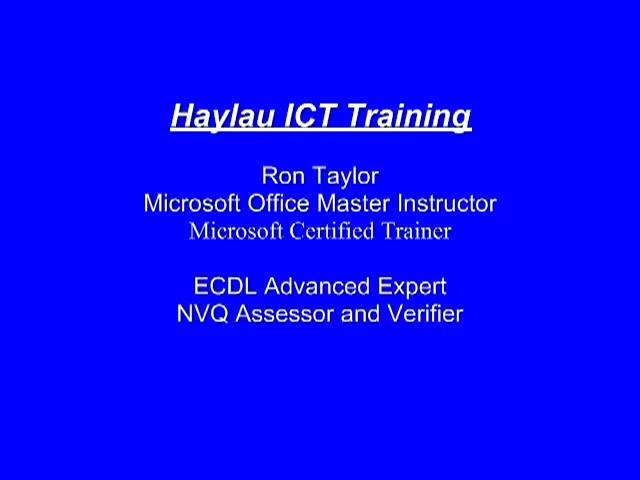 Haylau ICT Training
Ron Taylor
Microsoft Office Master Instructor
Microsoft Certified Trainer
ECDL Advanced Expert
NVQ Assessor and Verifier